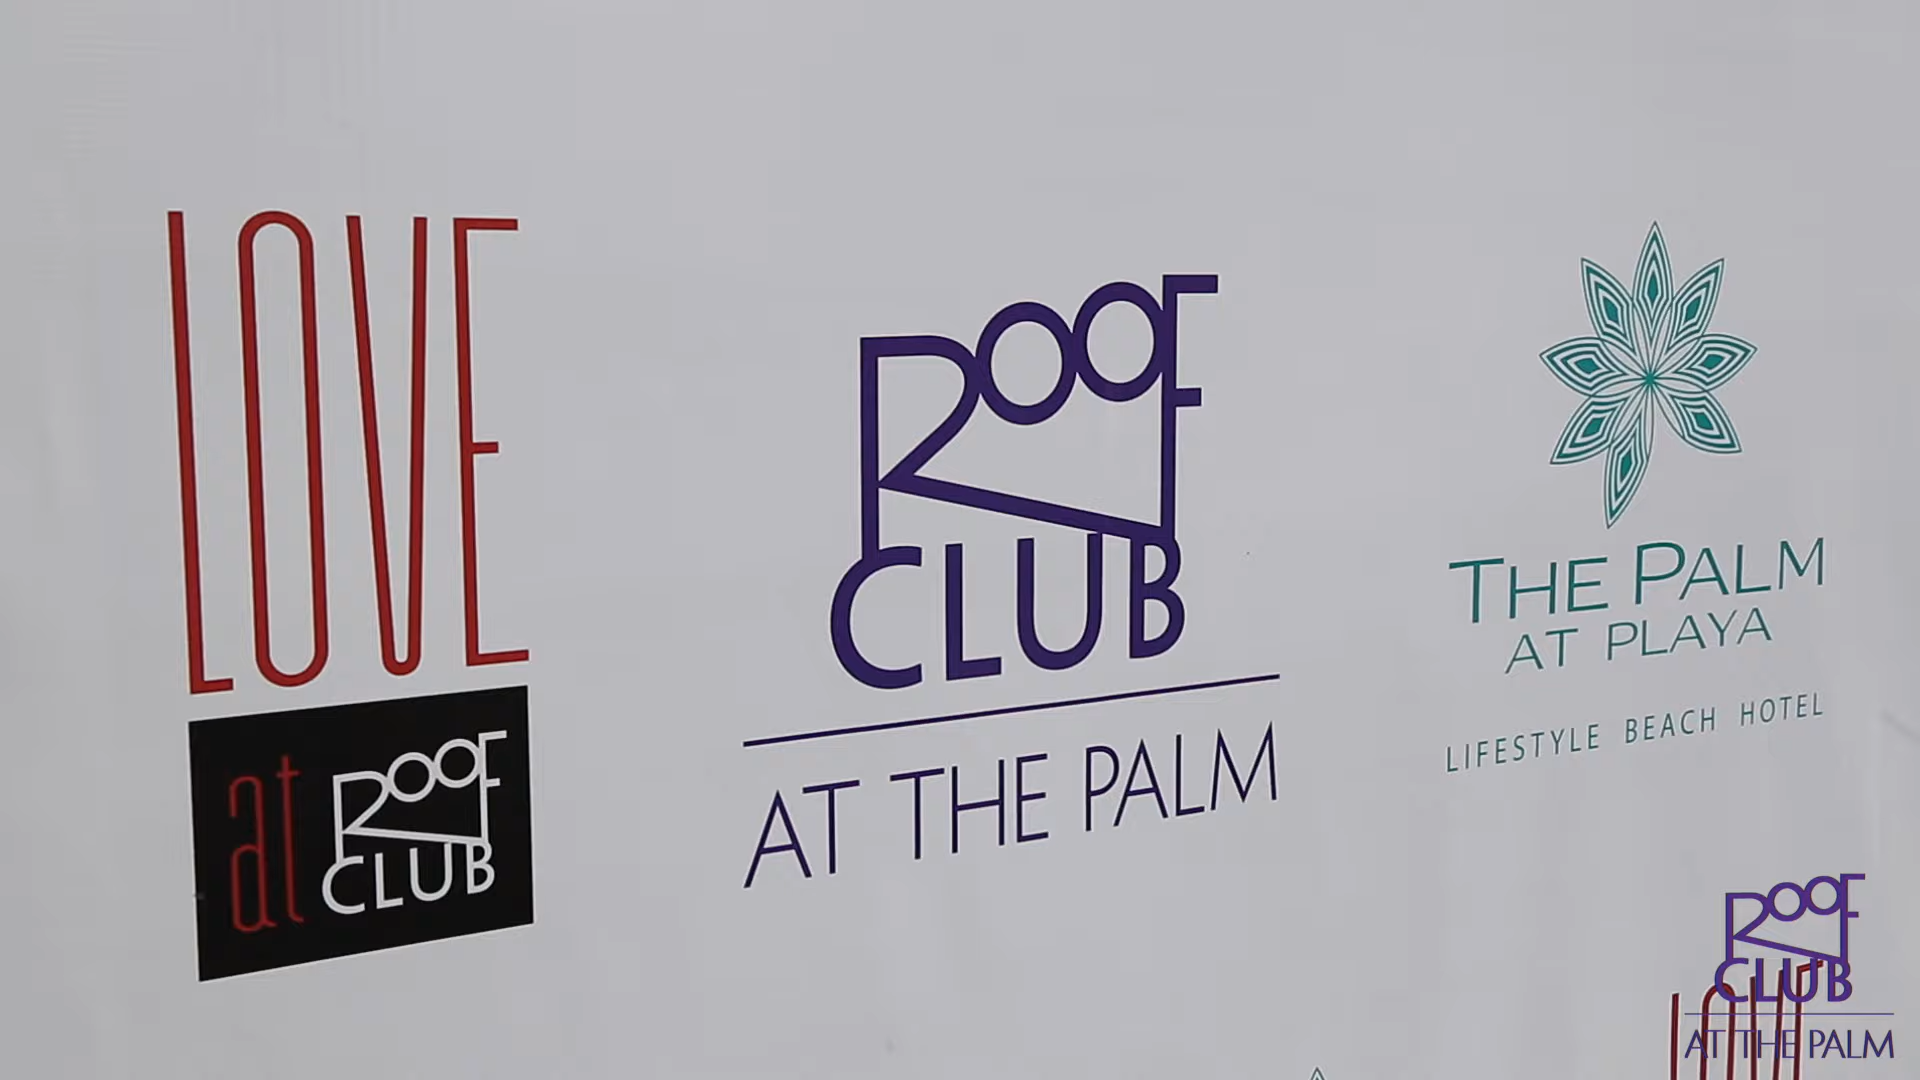 LOVE
at ROOF
CLUB
ROOF
CLUB
AT THE PALM
THE PALM
AT PLAYA
LIFESTYLE BEACH HOTEL
ROOF
CLUB
AT THE PALM